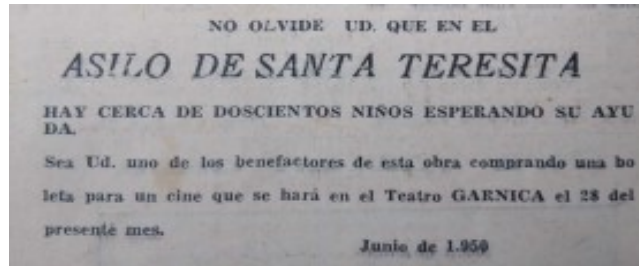 NO OLVIDE UD. QUE EN EL
ASILO DE SANTA TERESITA
HAY CERCA DE DOSCIENTOS NIÑOS ESPERANDO SU AYU
DA.
Sea Ud. uno de los benefactores de esta obra comprando una bo
leta para un cine que se hará en el Teatro GARNICA el 28 del
presente mes.
Junio de 1.950